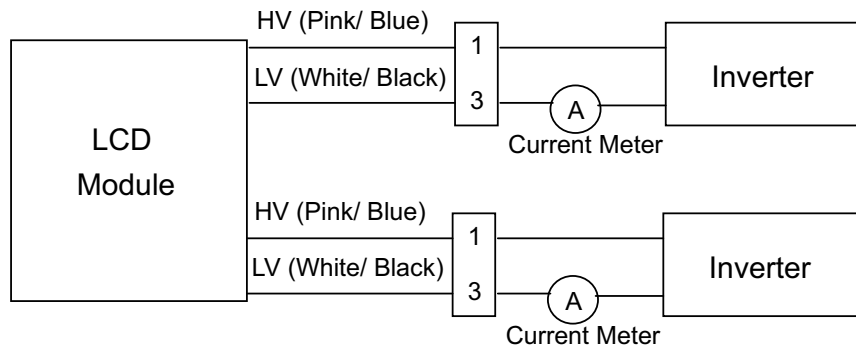 HV (Pink/ Blue)
1
LV (White/ Black)
3
A
Current Meter
Inverter
LCD
Module
HV (Pink/ Blue)
1
LV (White/ Black)
3
A
Current Meter
Inverter